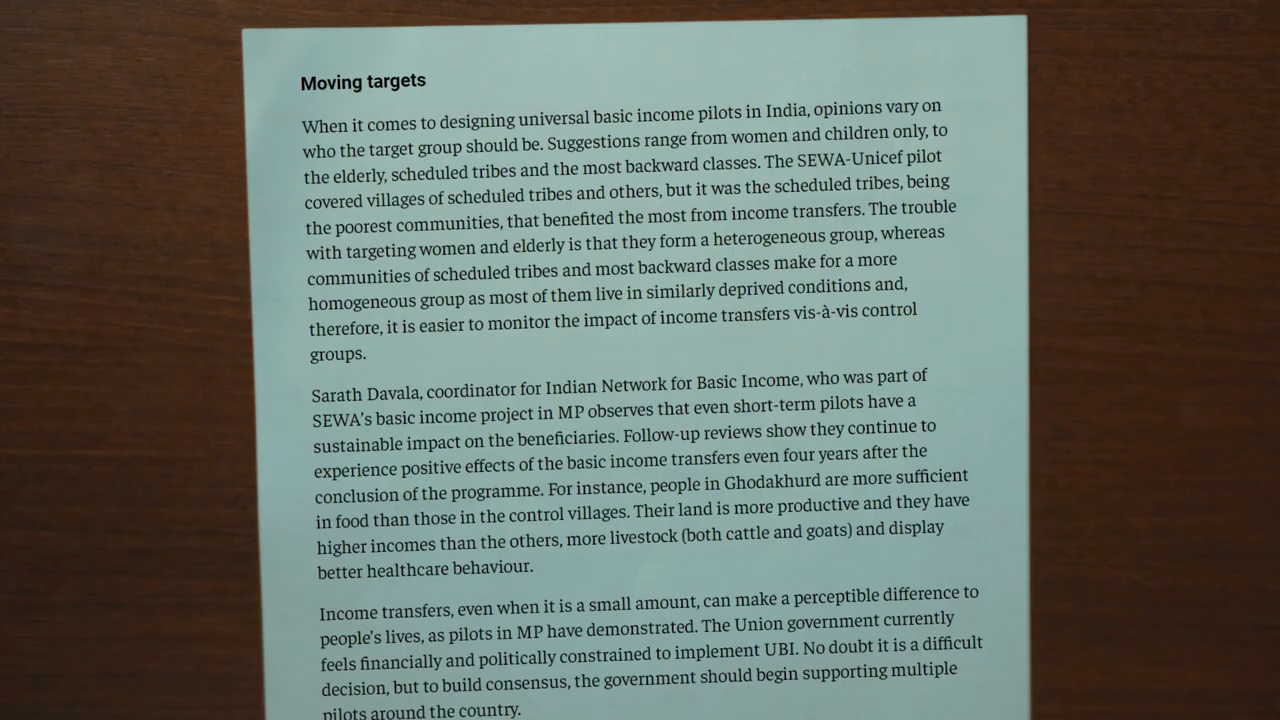 Moving targets
When it comes to designing universal basic income pilots in India, opinions vary on
who the target group should be. Suggestions range from women and children only, to
the elderly, scheduled tribes and the most backward classes. The SEWA-Unicef pilot
covered villages of scheduled tribes and others, but it was the scheduled tribes, being
the poorest communities, that benefited the most from income transfers. The trouble
with targeting women and elderly is that they form a heterogeneous group, whereas
communities of scheduled tribes and most backward classes make for a more
homogeneous group as most of them live in similarly deprived conditions and,
therefore, it is easier to monitor the impact of income transfers vis-à-vis control
groups.
Sarath Davala, coordinator for Indian Network for Basic Income, who was part of
SEWA's basic income project in MP observes that even short-term pilots have a
sustainable impact on the beneficiaries. Follow-up reviews show they continue to
experience positive effects of the basic income transfers even four years after the
conclusion of the programme. For instance, people in Ghodakhurd are more sufficient
in food than those in the control villages. Their land is more productive and they have
higher incomes than the others, more livestock (both cattle and goats) and display
better healthcare behaviour.
Income transfers, even when it is a small amount, can make a perceptible difference to
people's lives, as pilots in MP have demonstrated. The Union government currently
feels financially and politically constrained to implement UBI. No doubt it is a difficult
decision, but to build consensus, the government should begin supporting multiple
pilots around the country.